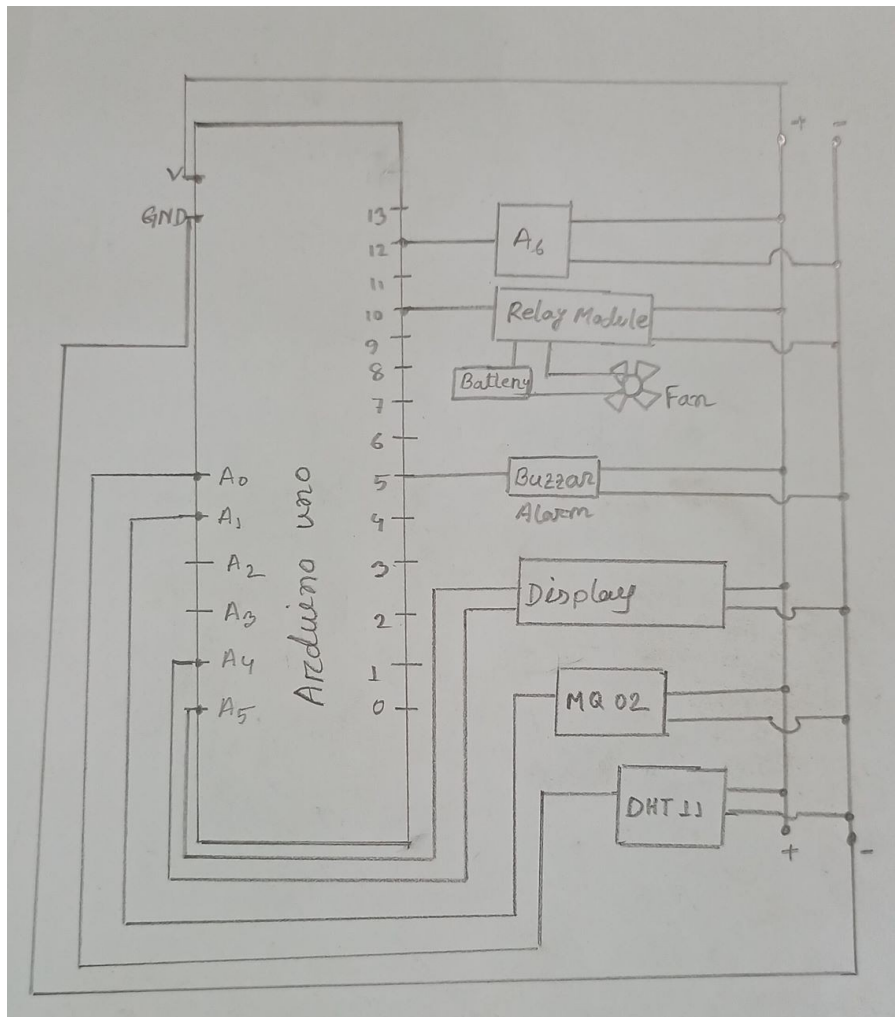 + -
V
GND
13
12
11
10
9
8
7
6
5
4
3
2
1
0
A0
A1
A2
A3
A4
A5
Arduieno uno
A6
Relay Module
Battery
Fan
Buzzar
Alarm
Display
MQ 02
DHT 11
+ -